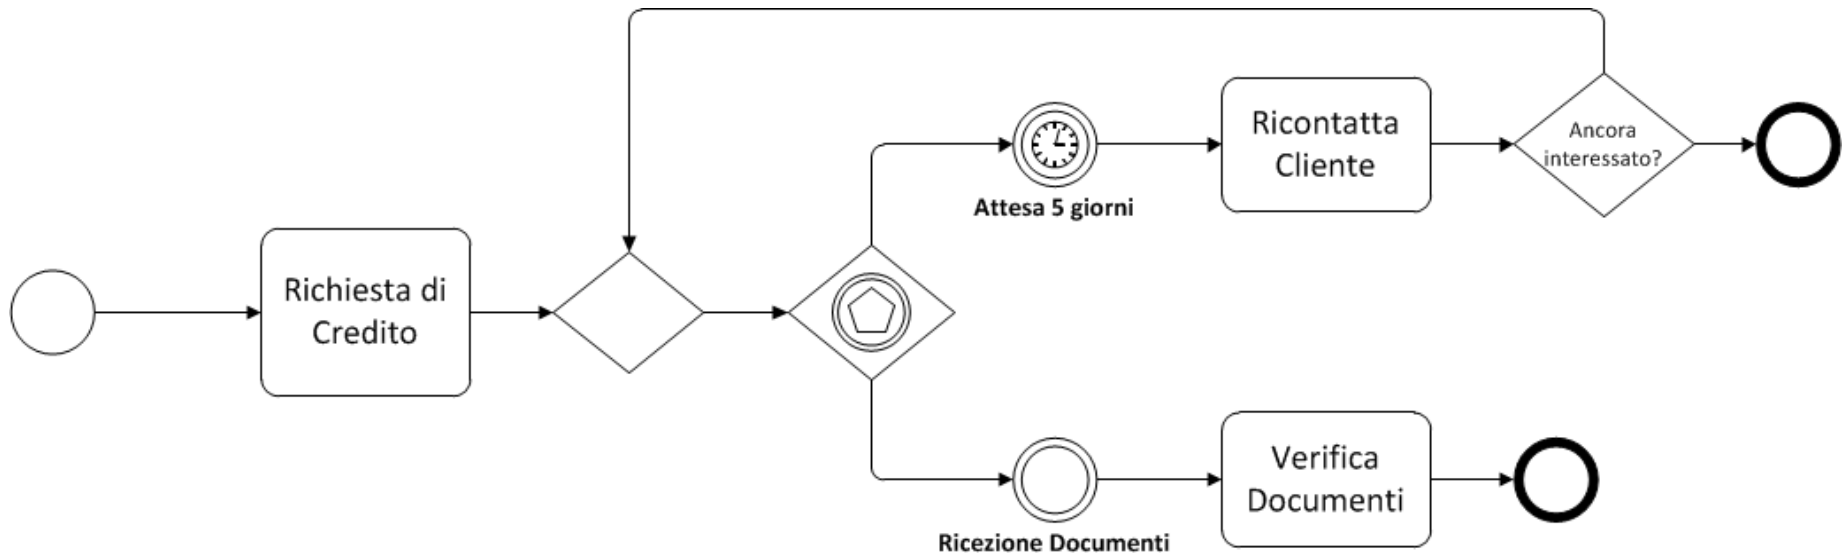 Richiesta di
Credito
Attesa 5 giorni
Ricontatta
Cliente
Ancora
interessato?
Ricezione Documenti
Verifica
Documenti